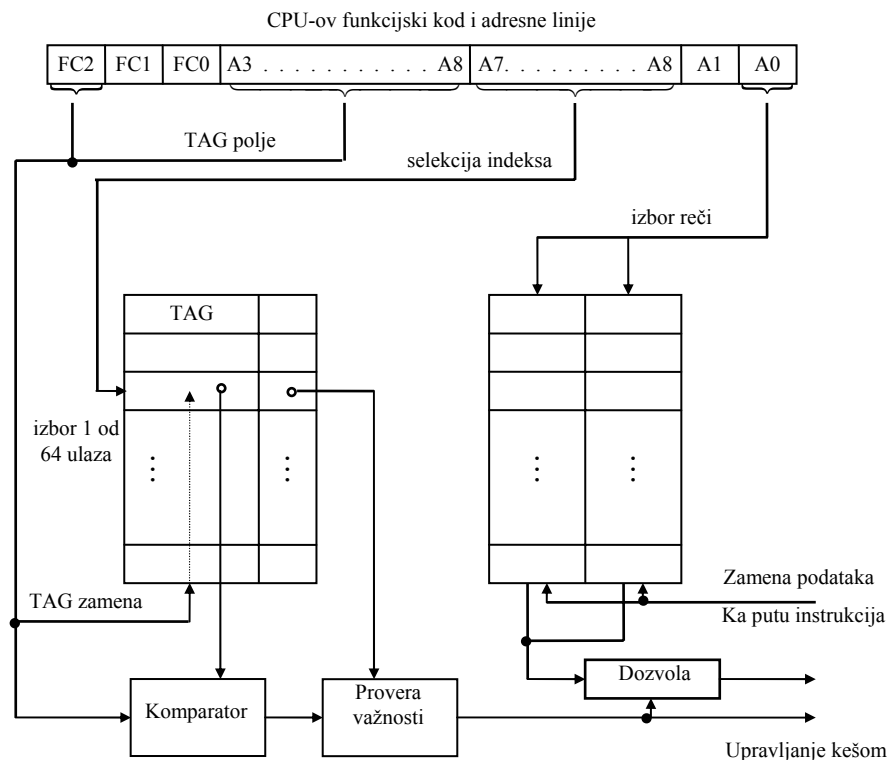 CPU-ov funkcijski kod i adresne linije
FC2 FC1 FC0 A3 . . . . . . . . . . . A8 A7. . . . . . . . . A8 A1 A0
TAG polje
selekcija indeksa
izbor reči
TAG
izbor 1 od
64 ulaza
TAG zamena
Zamena podataka
Ka putu instrukcija
Komparator
Provera
važnosti
Dozvola
Upravljanje kešom